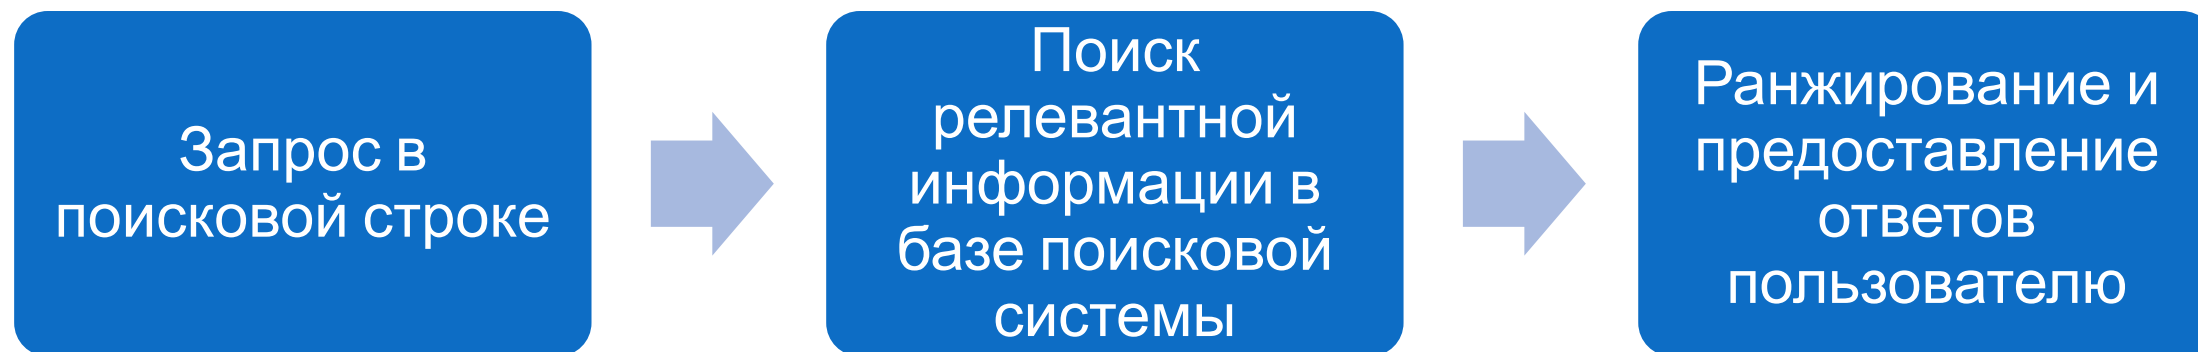 Запрос в
поисковой строке
Поиск
релевантной
информации в
базе поисковой
системы
Ранжирование и
предоставление
ответов
пользователю